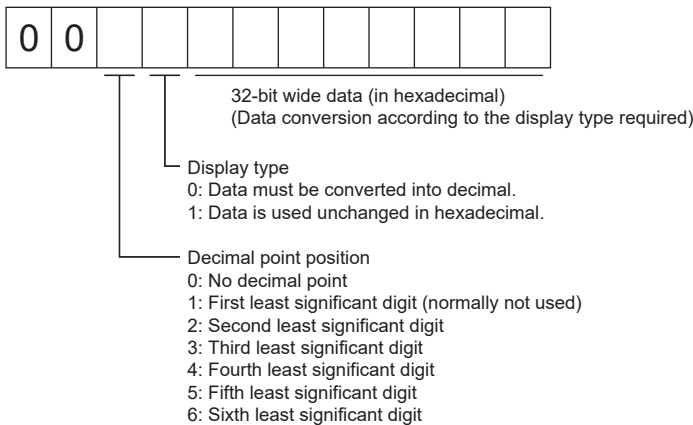 0 0
32-bit wide data (in hexadecimal)
(Data conversion according to the display type required)
Display type
0: Data must be converted into decimal.
1: Data is used unchanged in hexadecimal.
Decimal point position
0: No decimal point
1: First least significant digit (normally not used)
2: Second least significant digit
3: Third least significant digit
4: Fourth least significant digit
5: Fifth least significant digit
6: Sixth least significant digit